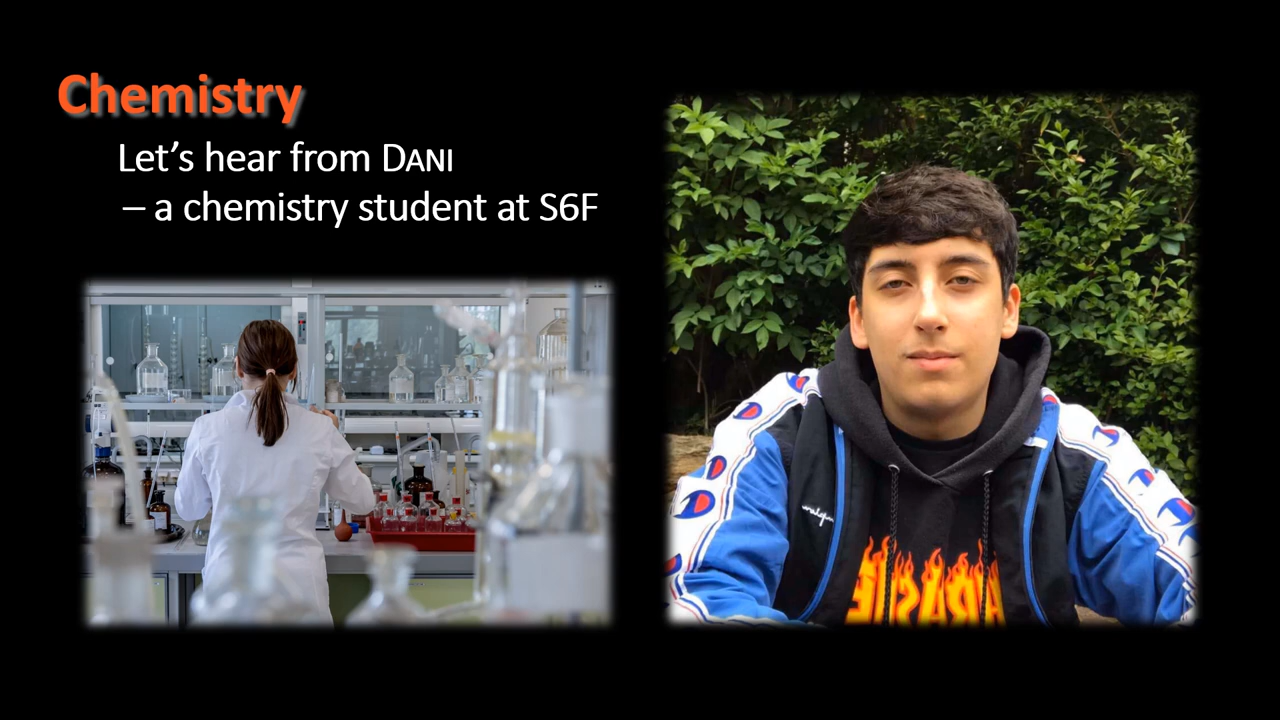 Chemistry
Let’s hear from DANI
– a chemistry student at S6F